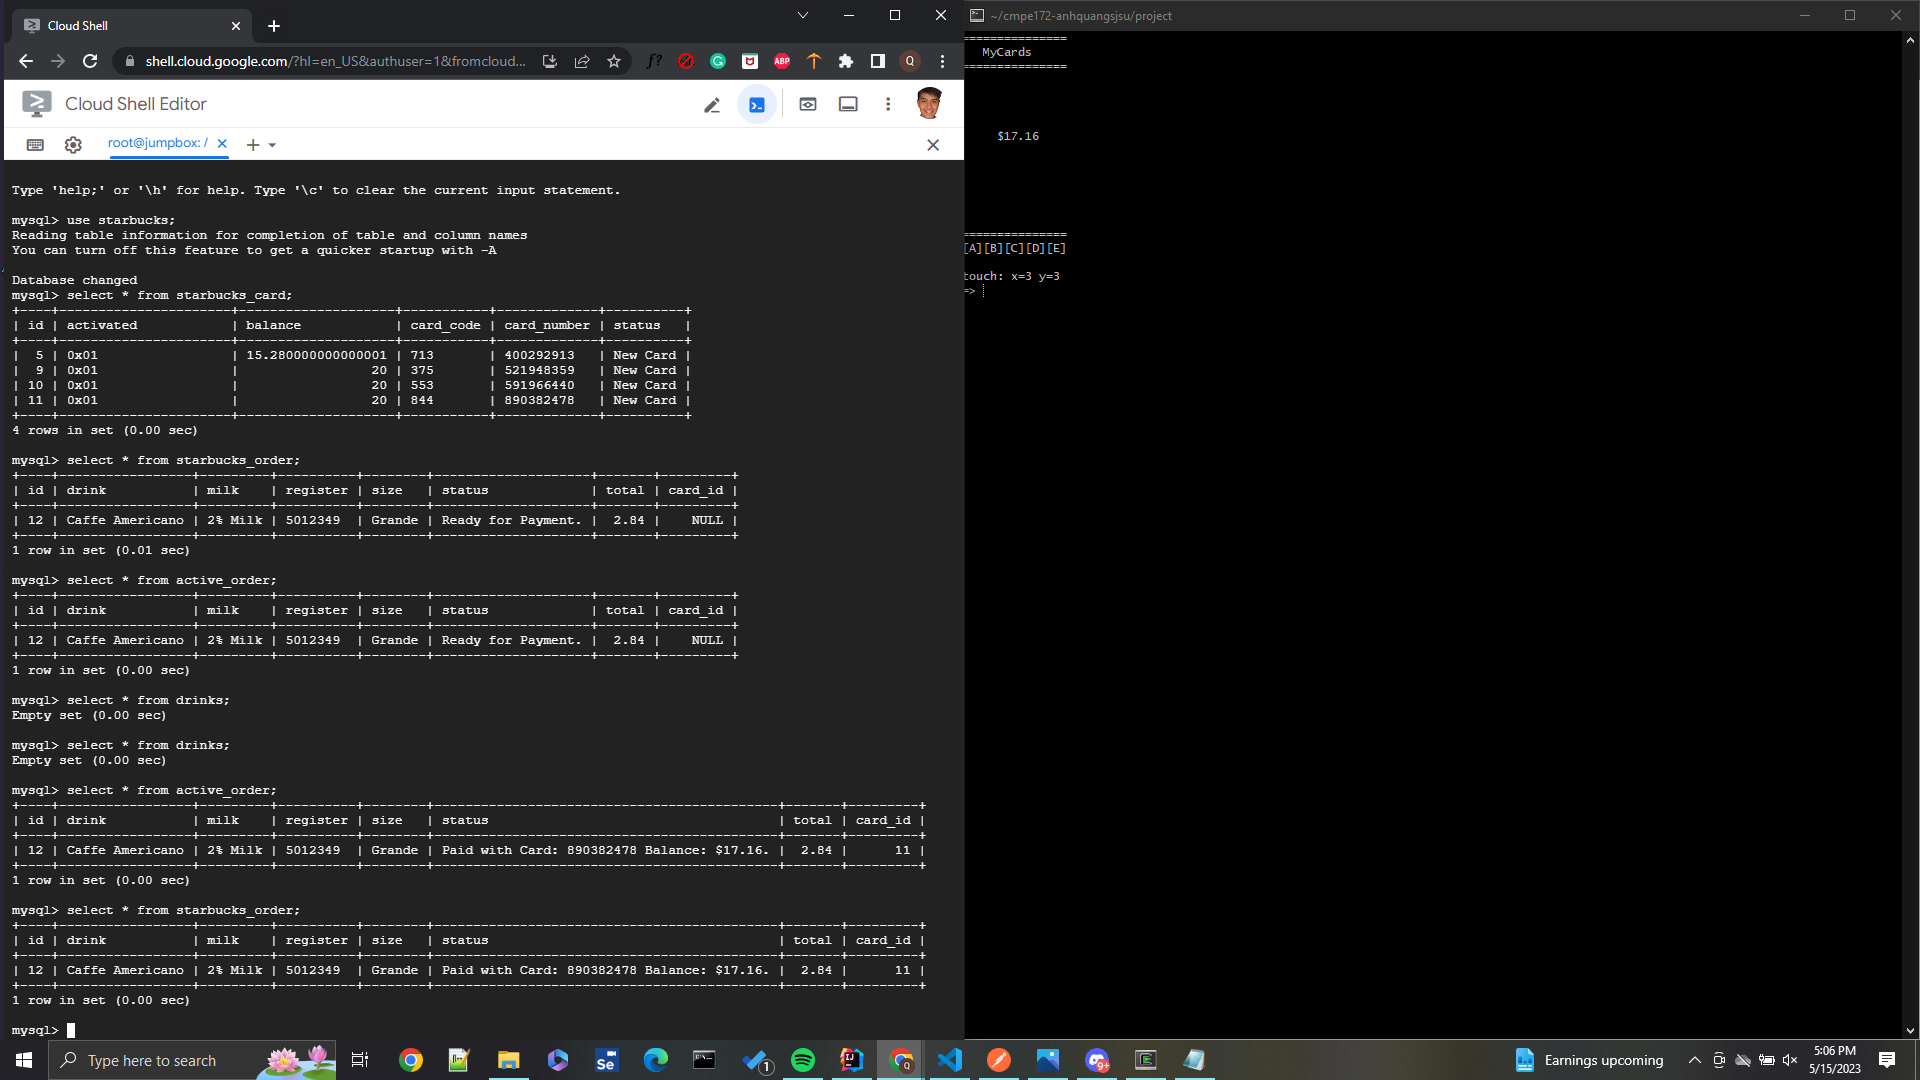 Cloud Shell
shell.cloud.google.com/?hl=en_US&authuser=1&fromcloud...
f?
ABP
Q
Cloud Shell Editor
root@jumpbox: /
Type 'help;' or '\h' for help. Type '\c' to clear the current input statement.
mysql> use starbucks;
Reading table information for completion of table and column names
You can turn off this feature to get a quicker startup with -A
Database changed
mysql> select * from starbucks_card;
+----+----------------------+--------------------+-----------+-------------+----------+
| id | activated | balance | card_code | card_number | status |
+----+----------------------+--------------------+-----------+-------------+----------+
| 5 | 0x01 | 15.280000000000001 | 713 | 400292913 | New Card |
| 9 | 0x01 | 20 | 375 | 521948359 | New Card |
| 10 | 0x01 | 20 | 553 | 591966440 | New Card |
| 11 | 0x01 | 20 | 844 | 890382478 | New Card |
+----+----------------------+--------------------+-----------+-------------+----------+
4 rows in set (0.00 sec)
mysql> select * from starbucks_order;
+----+-----------------+---------+----------+--------+--------------------+-------+---------+
| id | drink | milk | register | size | status | total | card_id |
+----+-----------------+---------+----------+--------+--------------------+-------+---------+
| 12 | Caffe Americano | 2% Milk | 5012349 | Grande | Ready for Payment. | 2.84 | NULL |
+----+-----------------+---------+----------+--------+--------------------+-------+---------+
1 row in set (0.01 sec)
mysql> select * from active_order;
+----+-----------------+---------+----------+--------+--------------------+-------+---------+
| id | drink | milk | register | size | status | total | card_id |
+----+-----------------+---------+----------+--------+--------------------+-------+---------+
| 12 | Caffe Americano | 2% Milk | 5012349 | Grande | Ready for Payment. | 2.84 | NULL |
+----+-----------------+---------+----------+--------+--------------------+-------+---------+
1 row in set (0.00 sec)
mysql> select * from drinks;
Empty set (0.00 sec)
mysql> select * from drinks;
Empty set (0.00 sec)
mysql> select * from active_order;
+----+-----------------+---------+----------+--------+--------------------------------------------+-------+---------+
| id | drink | milk | register | size | status | total | card_id |
+----+-----------------+---------+----------+--------+--------------------------------------------+-------+---------+
| 12 | Caffe Americano | 2% Milk | 5012349 | Grande | Paid with Card: 890382478 Balance: $17.16. | 2.84 | 11 |
+----+-----------------+---------+----------+--------+--------------------------------------------+-------+---------+
1 row in set (0.00 sec)
mysql> select * from starbucks_order;
+----+-----------------+---------+----------+--------+--------------------------------------------+-------+---------+
| id | drink | milk | register | size | status | total | card_id |
+----+-----------------+---------+----------+--------+--------------------------------------------+-------+---------+
| 12 | Caffe Americano | 2% Milk | 5012349 | Grande | Paid with Card: 890382478 Balance: $17.16. | 2.84 | 11 |
+----+-----------------+---------+----------+--------+--------------------------------------------+-------+---------+
1 row in set (0.00 sec)
mysql>
~/cmpe172-anhquangsjsu/project
===============
MyCards
===============
$17.16
===============
[A][B][C][D][E]
touch: x=3 y=3
=>
Type here to search
Se
1
Q
9+
Earnings upcoming
5:06 PM
5/15/2023